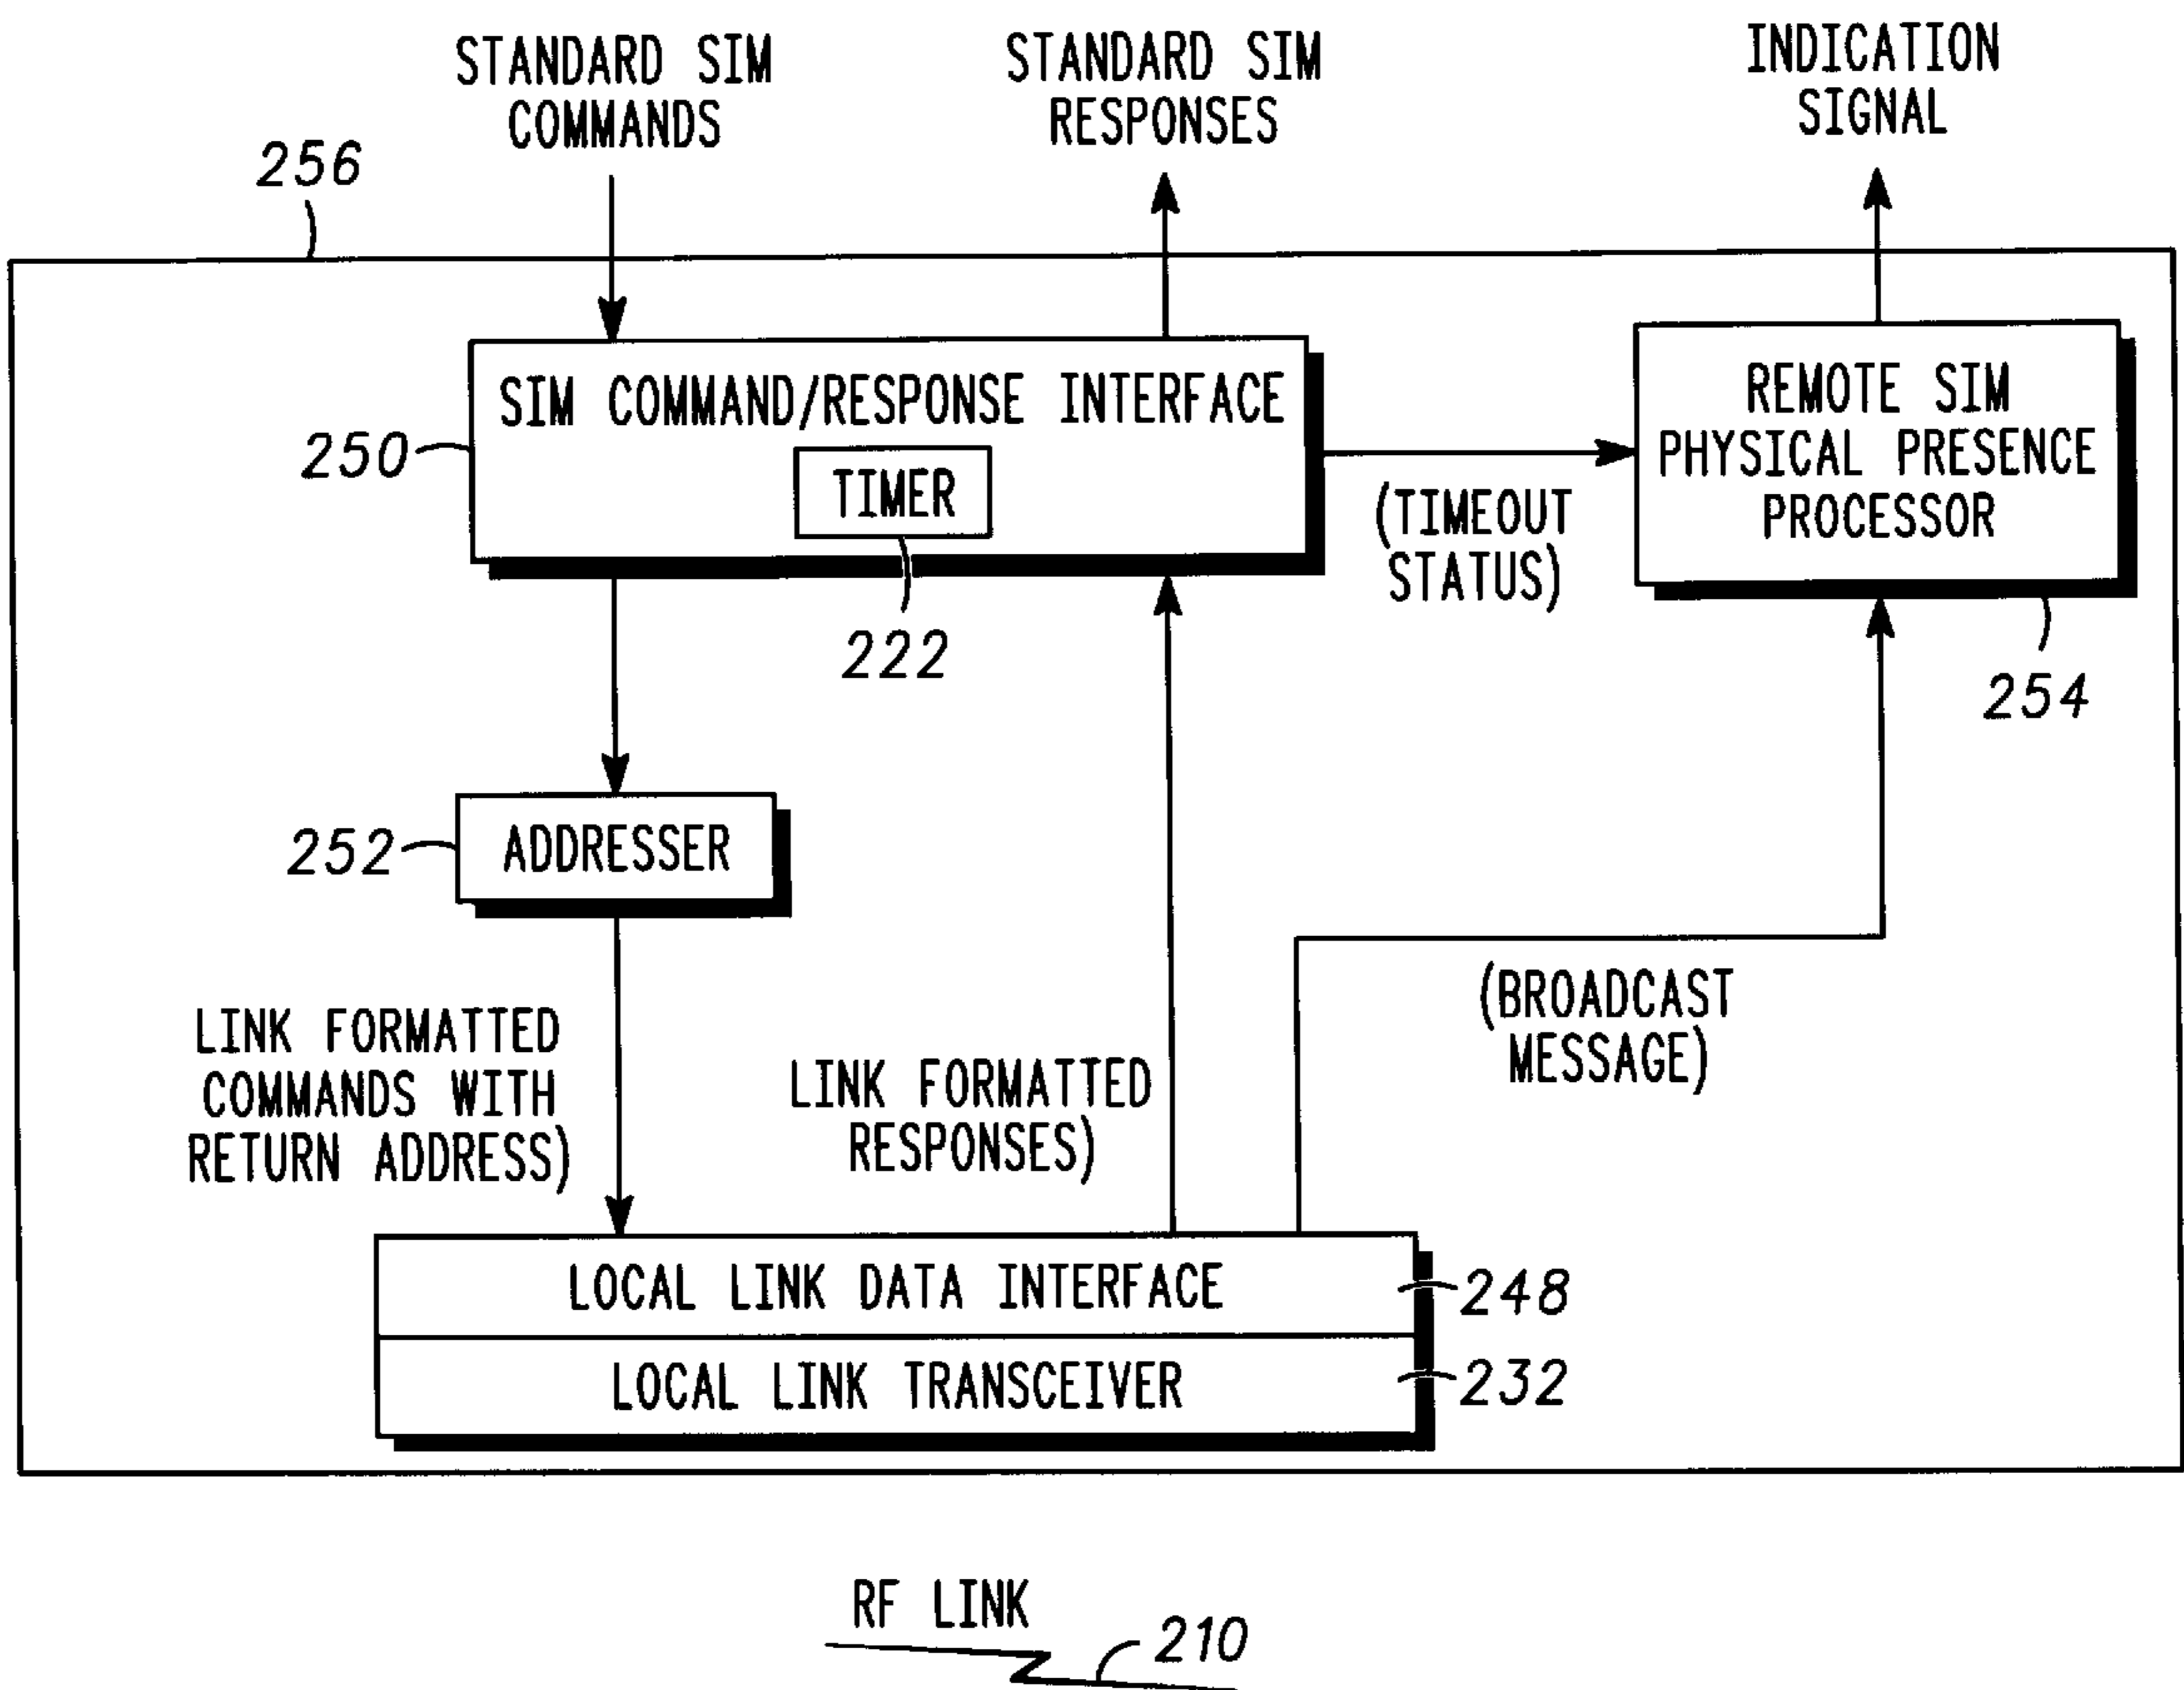 STANDARD SIM
COMMANDS
STANDARD SIM
RESPONSES
INDICATION
SIGNAL
256
SIM COMMAND/RESPONSE INTERFACE
TIMER
250
222
REMOTE SIM
PHYSICAL PRESENCE
PROCESSOR
254
(TIMEOUT
STATUS)
252
ADDRESSER
LINK FORMATTED
COMMANDS WITH
RETURN ADDRESS)
LINK FORMATTED
RESPONSES)
(BROADCAST
MESSAGE)
LOCAL LINK DATA INTERFACE
248
LOCAL LINK TRANSCEIVER
232
RF LINK
210